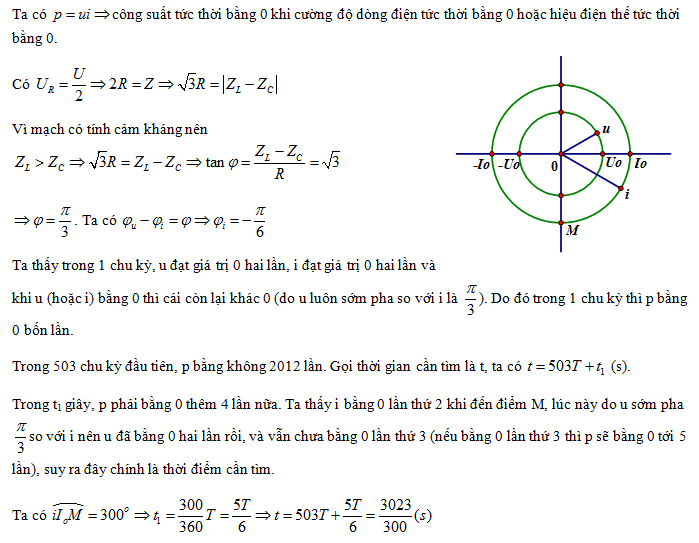 Ta có p = ui ⇒ công suất tức thời bằng 0 khi cường độ dòng điện tức thời bằng 0 hoặc hiệu điện thế tức thời
bằng 0.
Có U_R = U/2 ⇒ 2R = Z ⇒ √3R = |Z_L − Z_C|
Vì mạch có tính cảm kháng nên
Z_L > Z_C ⇒ √3R = Z_L − Z_C ⇒ tan φ = (Z_L − Z_C)/R = √3
⇒ φ = π/3. Ta có φ_u − φ_i = φ ⇒ φ_i = −π/6
u
-Io -Uo 0 Uo Io
i
M
Ta thấy trong 1 chu kỳ, u đạt giá trị 0 hai lần, i đạt giá trị 0 hai lần và
khi u (hoặc i) bằng 0 thì cái còn lại khác 0 (do u luôn sớm pha so với i là π/3). Do đó trong 1 chu kỳ thì p bằng
0 bốn lần.
Trong 503 chu kỳ đầu tiên, p bằng không 2012 lần. Gọi thời gian cần tìm là t, ta có t = 503T + t₁ (s).
Trong t₁ giây, p phải bằng 0 thêm 4 lần nữa. Ta thấy i bằng 0 lần thứ 2 khi đến điểm M, lúc này do u sớm pha
π/3 so với i nên u đã bằng 0 hai lần rồi, và vẫn chưa bằng 0 lần thứ 3 (nếu bằng 0 lần thứ 3 thì p sẽ bằng 0 tới 5
lần), suy ra đây chính là thời điểm cần tìm.
Ta có iI₀M = 300° ⇒ t₁ = 300/360 T = 5T/6 ⇒ t = 503T + 5T/6 = 3023/300 (s)